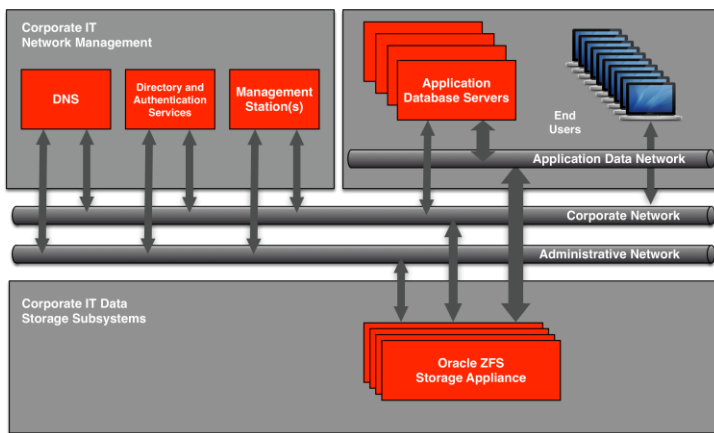 Corporate IT
Network Management
DNS
Directory and
Authentication
Services
Management
Station(s)
Application
Database Servers
End
Users
Application Data Network
Corporate Network
Administrative Network
Corporate IT Data
Storage Subsystems
Oracle ZFS
Storage Appliance